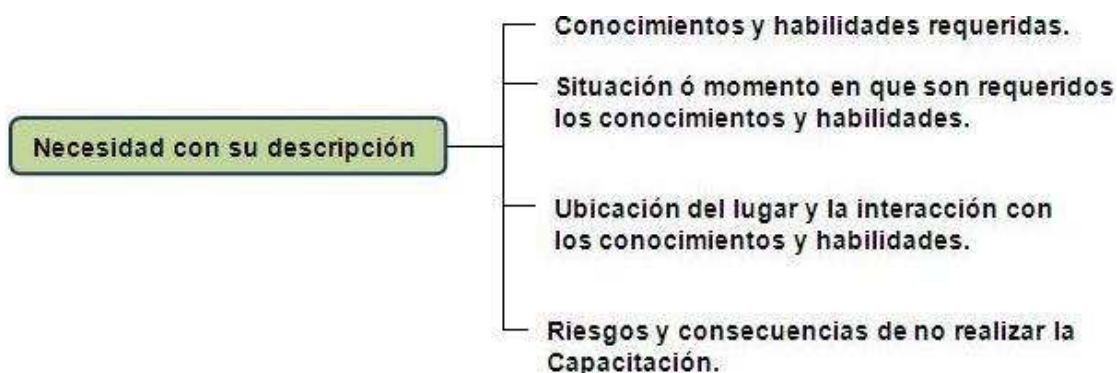 Conocimientos y habilidades requeridas.
Situación ó momento en que son requeridos
los conocimientos y habilidades.
Necesidad con su descripción
Ubicación del lugar y la interacción con
los conocimientos y habilidades.
Riesgos y consecuencias de no realizar la
Capacitación.